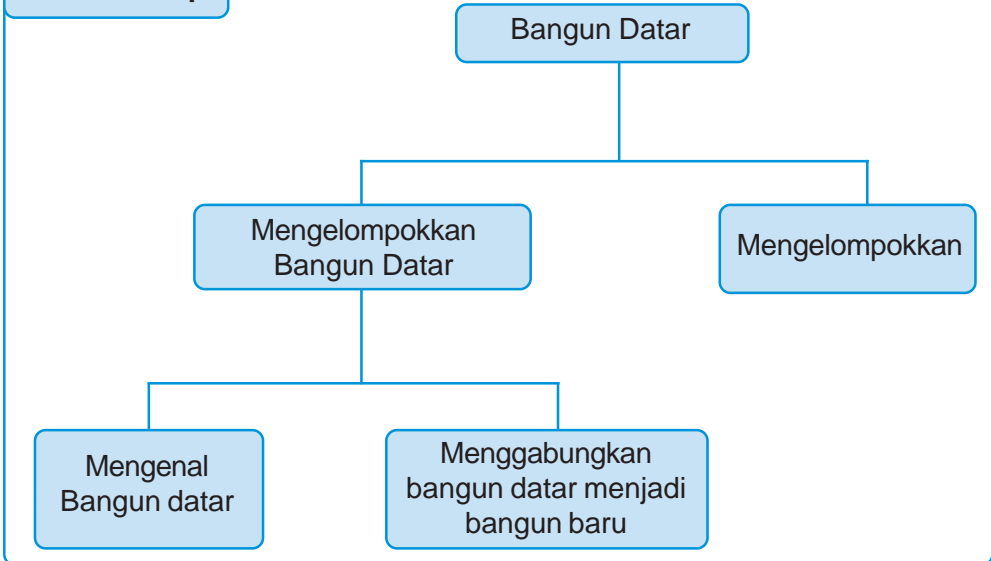 Bangun Datar
Mengelompokkan
Bangun Datar
Mengelompokkan
Mengenal
Bangun datar
Menggabungkan
bangun datar menjadi
bangun baru